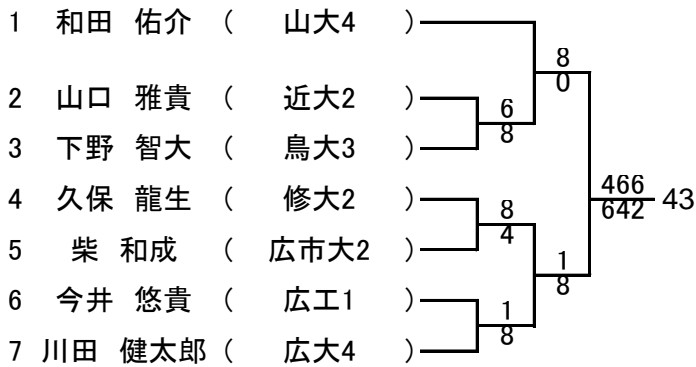 1 和田 佑介 ( 山大4 )
8
0
2 山口 雅貴 ( 近大2 )
6
8
3 下野 智大 ( 鳥大3 )
4 久保 龍生 ( 修大2 )
466
642
43
8
4
5 柴 和成 ( 広市大2 )
1
8
6 今井 悠貴 ( 広工1 )
1
8
7 川田 健太郎 ( 広大4 )